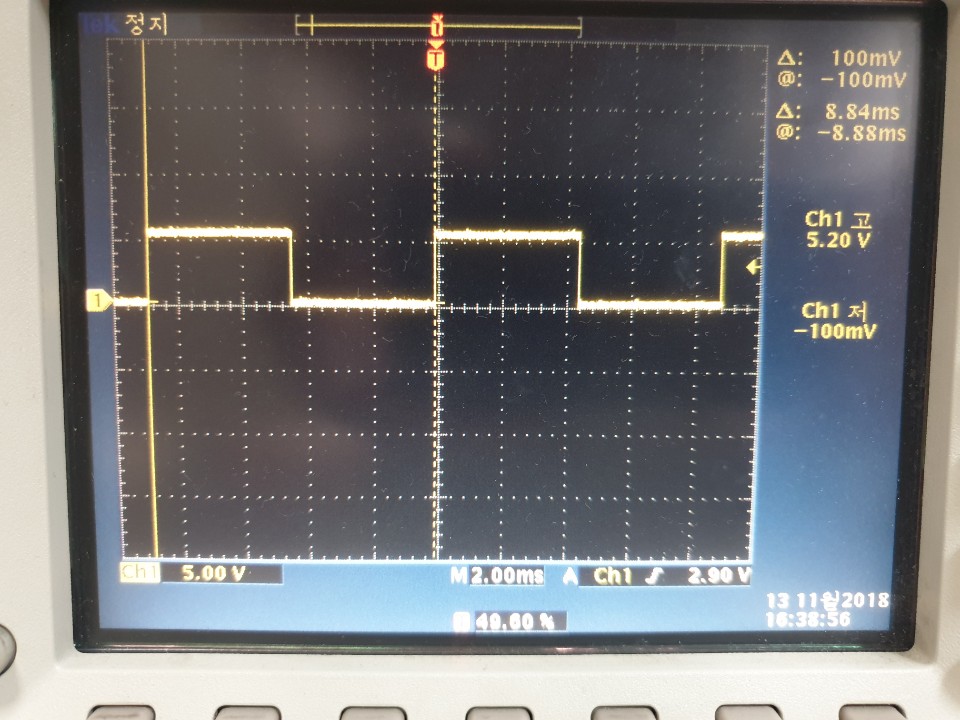 Tek 정지
T
Δ: 100mV
@: −100mV
Δ: 8.84ms
@: −8.88ms
Ch1 고
5.20 V
1
Ch1 저
−100mV
Ch1 5.00 V M 2.00ms A Ch1 2.90 V
13 11월 2018
16:38:56
49.60 %